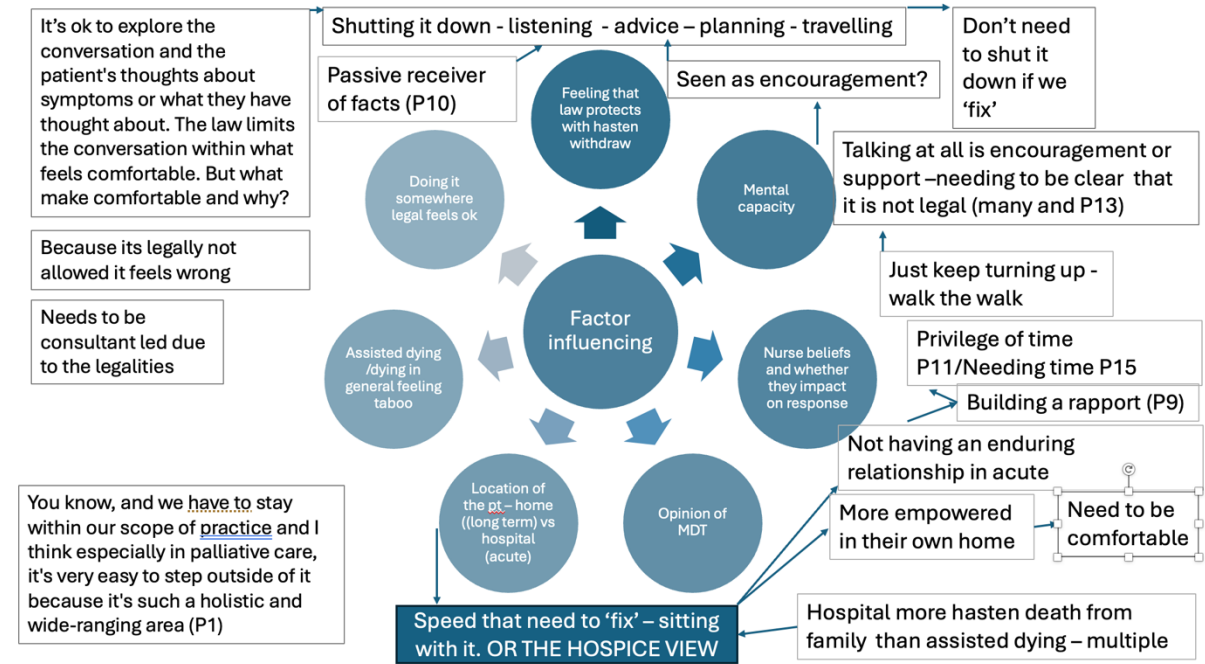 It's ok to explore the
conversation and the
patient's thoughts about
symptoms or what they have
thought about. The law limits
the conversation within what
feels comfortable. But what
make comfortable and why?
Shutting it down - listening  - advice – planning - travelling
Don't need
to shut it
down if we
'fix'
Passive receiver
of facts (P10)
Seen as encouragement?
Feeling that
law protects
with hasten
withdraw
Doing it
somewhere
legal feels ok
Mental
capacity
Talking at all is encouragement or
support –needing to be clear  that
it is not legal (many and P13)
Because its legally not
allowed it feels wrong
Just keep turning up -
walk the walk
Needs to be
consultant led due
to the legalities
Factor
influencing
Assisted dying
/dying in
general feeling
taboo
Nurse beliefs
and whether
they impact
on response
Privilege of time
P11/Needing time P15
Building a rapport (P9)
Not having an enduring
relationship in acute
Location of
the pt – home
((long term) vs
hospital
(acute)
Opinion of
MDT
More empowered
in their own home
Need to be
comfortable
You know, and we have to stay
within our scope of practice and I
think especially in palliative care,
it's very easy to step outside of it
because it's such a holistic and
wide-ranging area (P1)
Speed that need to 'fix' – sitting
with it. OR THE HOSPICE VIEW
Hospital more hasten death from
family  than assisted dying – multiple